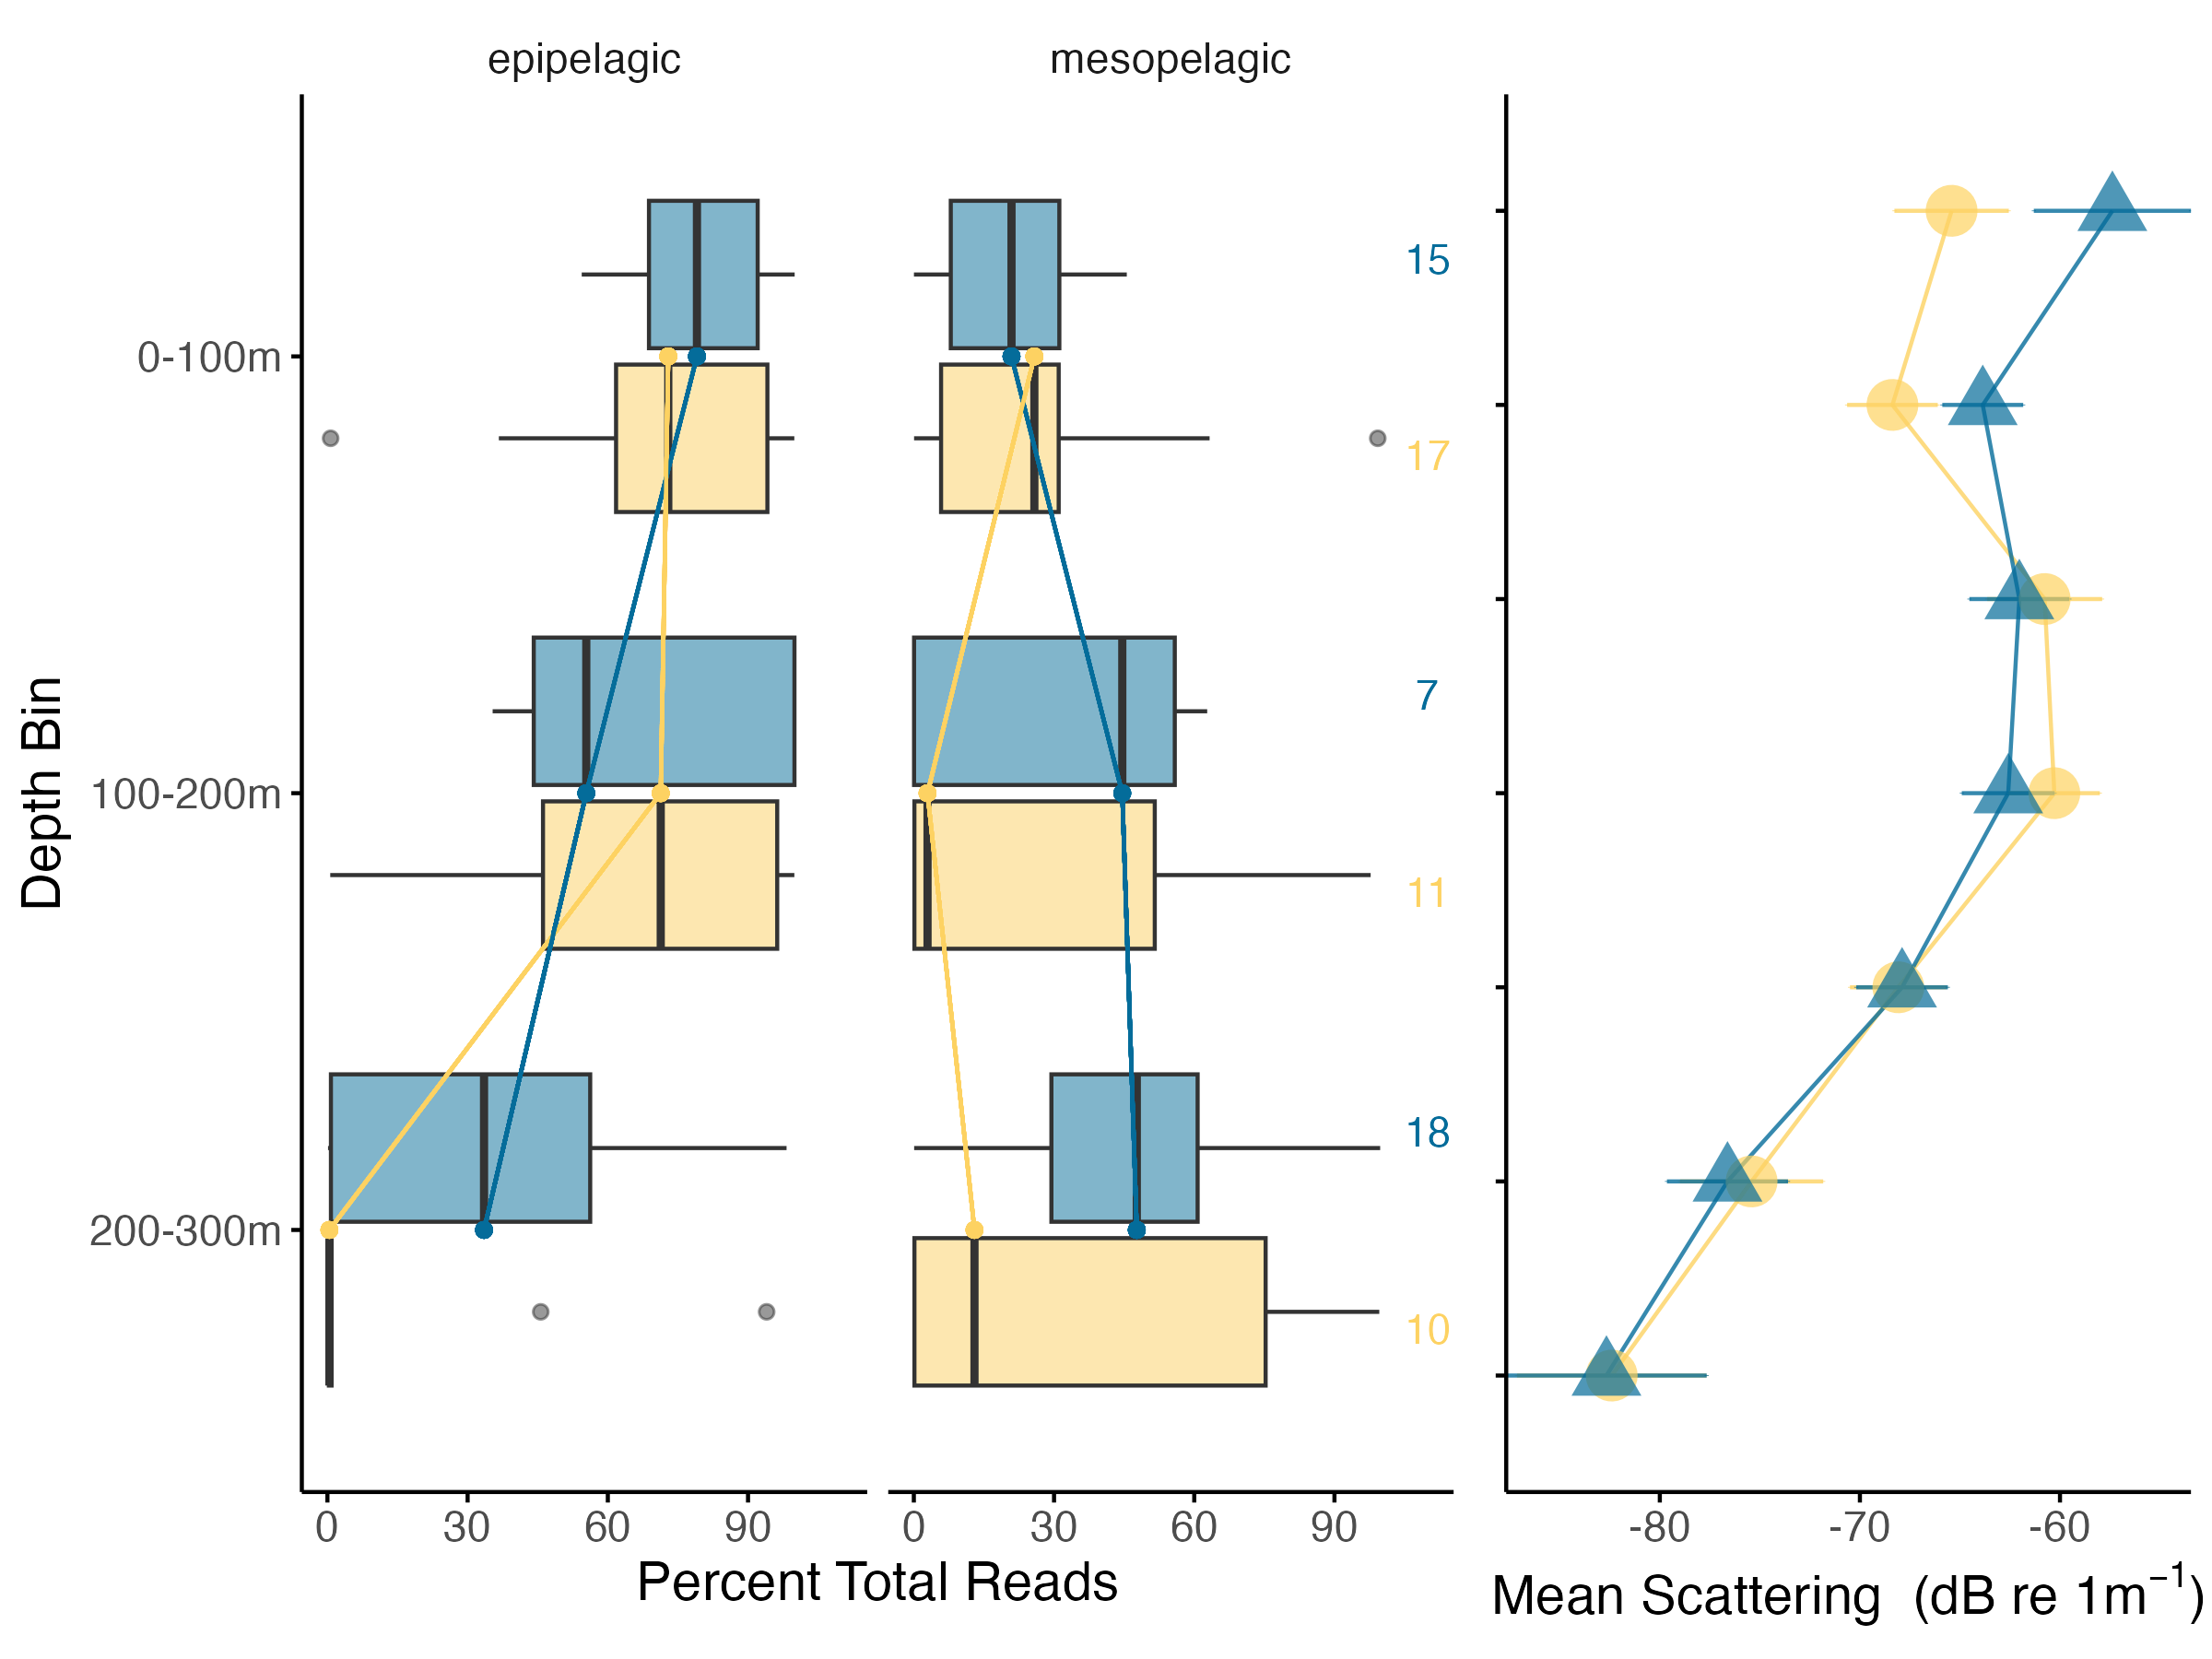 epipelagic
mesopelagic
Depth Bin
0-100m
100-200m
200-300m
15
17
7
11
18
10
0 30 60 90
0 30 60 90
-80 -70 -60
Percent Total Reads
Mean Scattering (dB re 1m⁻¹)